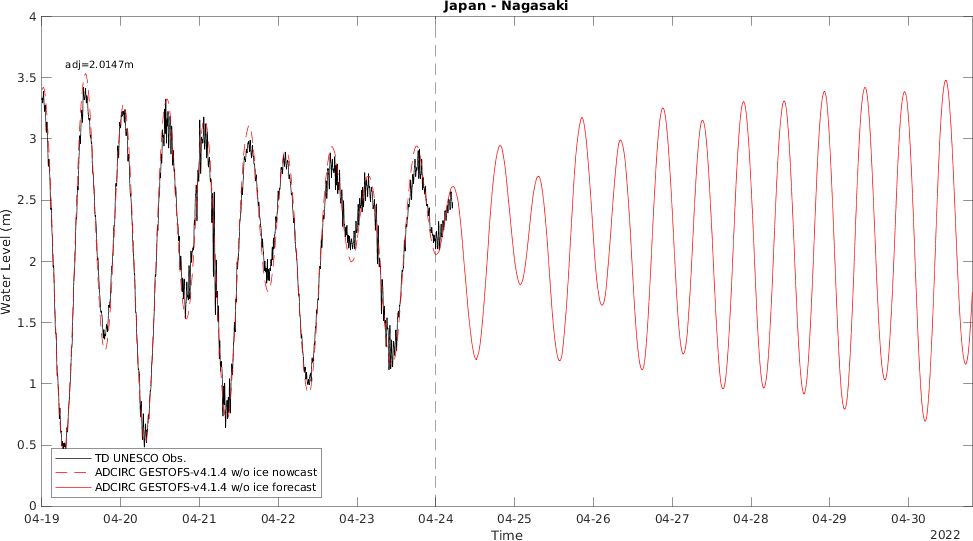 Japan - Nagasaki
adj=2.0147m
Water Level (m)
4
3.5
3
2.5
2
1.5
1
0.5
0
TD UNESCO Obs.
ADCIRC GESTOFS-v4.1.4 w/o ice nowcast
ADCIRC GESTOFS-v4.1.4 w/o ice forecast
04-19 04-20 04-21 04-22 04-23 04-24 04-25 04-26 04-27 04-28 04-29 04-30
Time
2022